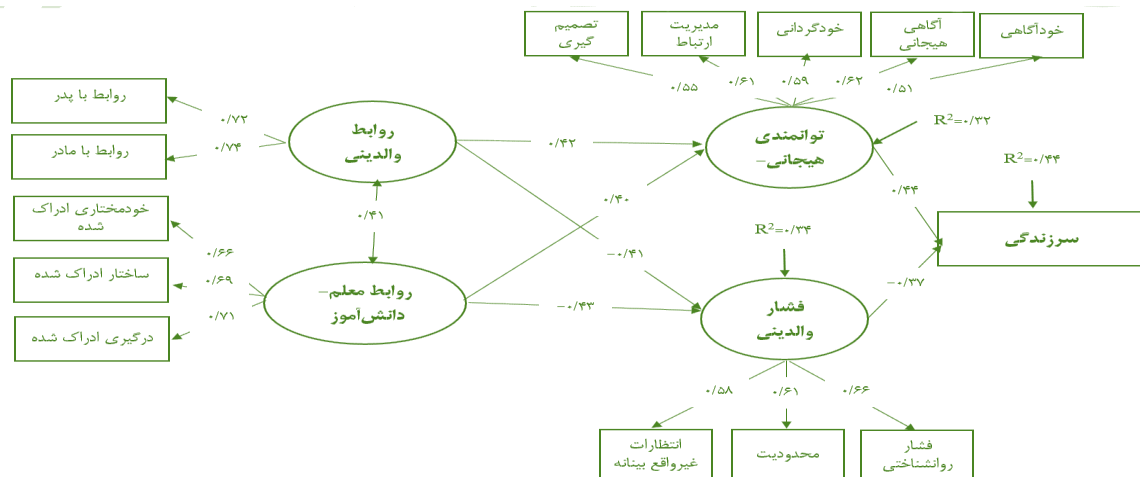 خودآگاهی
آگاهی
هیجانی
خودگردانی
مدیریت
ارتباط
تصمیم
گیری
۰/۵۱
۰/۶۲
۰/۵۹
۰/۶۱
۰/۵۵
روابط با پدر
۰/۷۲
روابط با مادر
۰/۷۴
روابط
والدینی
۰/۴۲
توانمندی
هیجانی-
R²=۰/۳۲
R²=۰/۴۴
۰/۴۴
سرزندگی
خودمختاری ادراک
شده
۰/۶۶
ساختار ادراک شده
۰/۶۹
درگیری ادراک شده
۰/۷۱
۰/۴۱
۰/۴۰
-۰/۴۱
روابط معلم-
دانش‌آموز
-۰/۴۳
R²=۰/۳۴
فشار
والدینی
-۰/۳۷
۰/۶۶
۰/۶۱
۰/۵۸
فشار
روانشناختی
محدودیت
انتظارات
غیرواقع بینانه